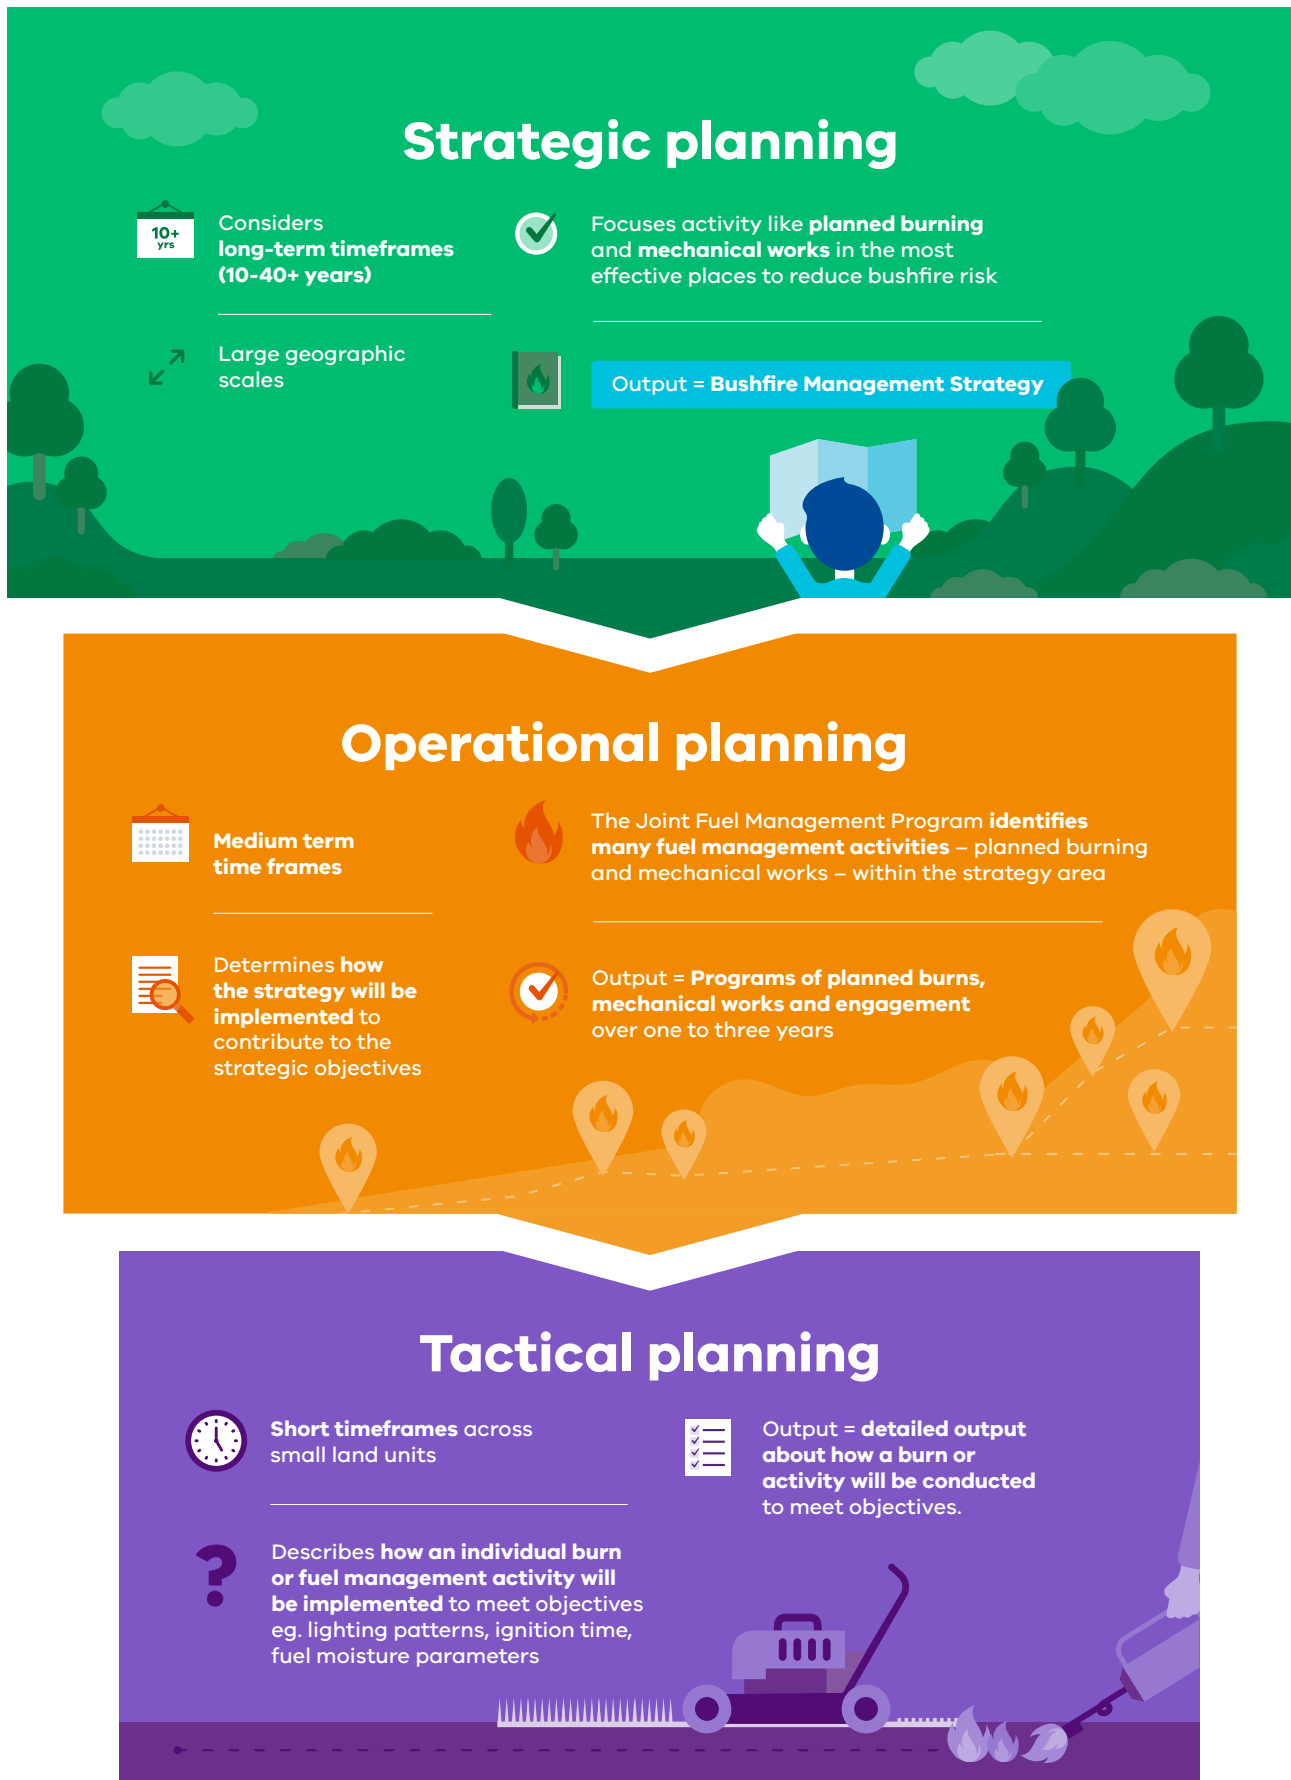 Strategic planning
10+
yrs
Considers
long-term timeframes
(10-40+ years)
Large geographic
scales
Focuses activity like planned burning
and mechanical works in the most
effective places to reduce bushfire risk
Output = Bushfire Management Strategy
Operational planning
Medium term
time frames
Determines how
the strategy will be
implemented to
contribute to the
strategic objectives
The Joint Fuel Management Program identifies
many fuel management activities – planned burning
and mechanical works – within the strategy area
Output = Programs of planned burns,
mechanical works and engagement
over one to three years
Tactical planning
Short timeframes across
small land units
?
Describes how an individual burn
or fuel management activity will
be implemented to meet objectives
eg. lighting patterns, ignition time,
fuel moisture parameters
Output = detailed output
about how a burn or
activity will be conducted
to meet objectives.